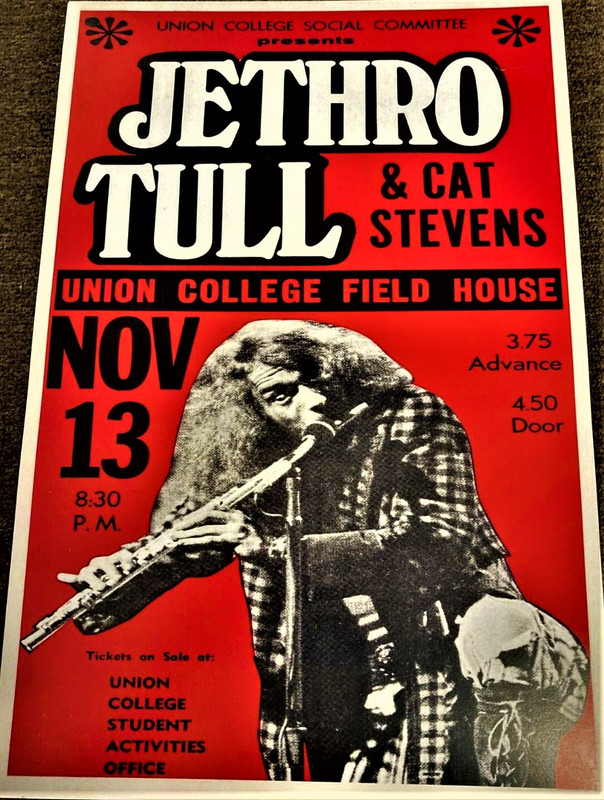 UNION COLLEGE SOCIAL COMMITTEE
presents
JETHRO
TULL
& CAT
STEVENS
UNION COLLEGE FIELD HOUSE
NOV
13
8:30
P. M.
3.75
Advance
4.50
Door
Tickets on Sale at:
UNION
COLLEGE
STUDENT
ACTIVITIES
OFFICE